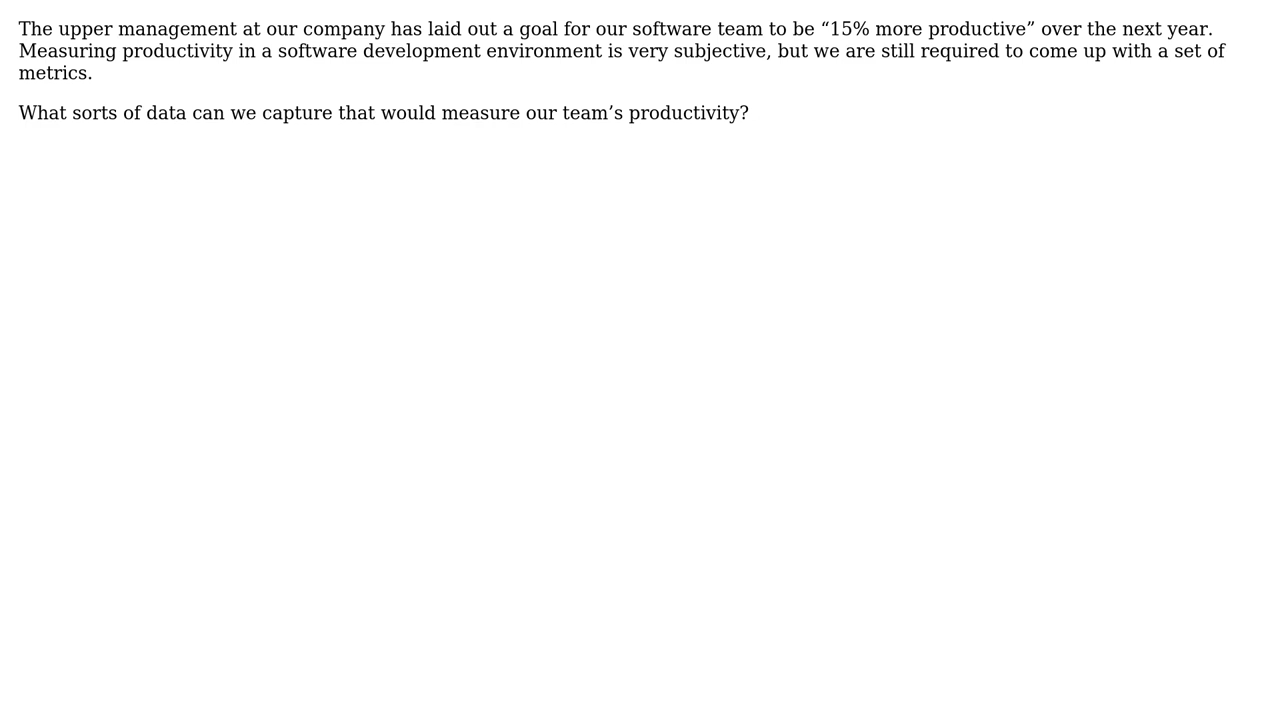 The upper management at our company has laid out a goal for our software team to be “15% more productive” over the next year.
Measuring productivity in a software development environment is very subjective, but we are still required to come up with a set of
metrics.
What sorts of data can we capture that would measure our team’s productivity?